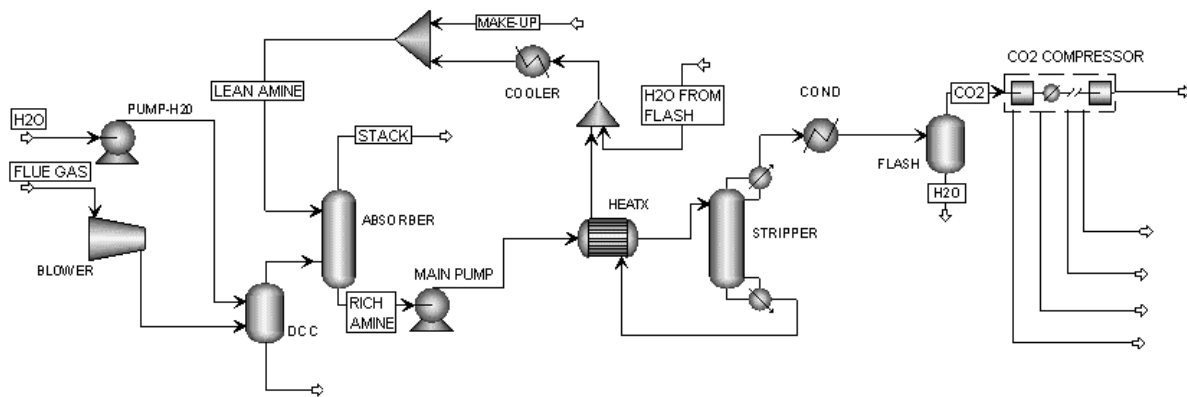 MAKE-UP
CO2 COMPRESSOR
COOLER
LEAN AMINE
H2O FROM
FLASH
COND
CO2
PUMP-H20
H2O
STACK
FLUE GAS
FLASH
H2O
HEATX
ABSORBER
STRIPPER
BLOWER
MAIN PUMP
RICH
AMINE
DCC